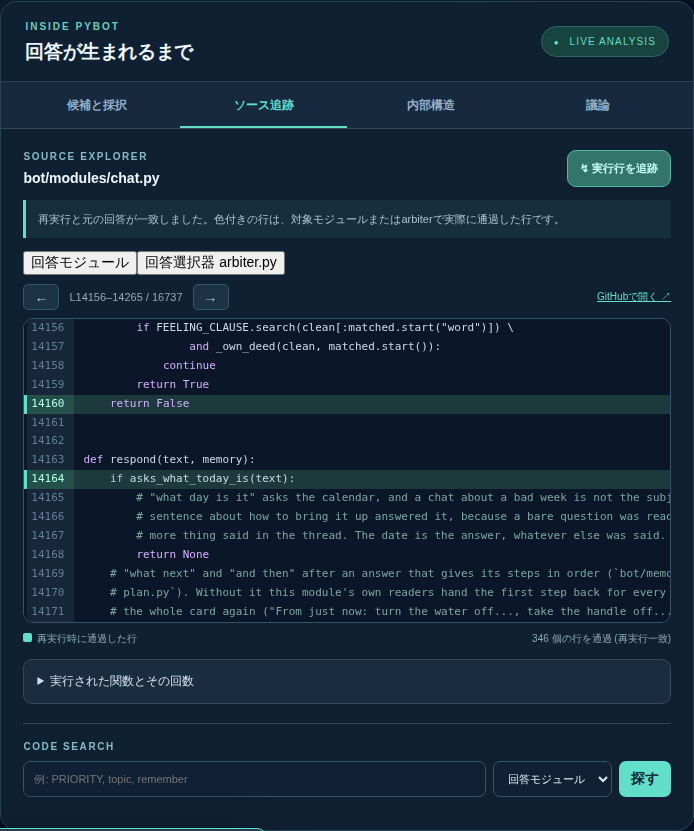 INSIDE PYBOT
回答が生まれるまで
● LIVE ANALYSIS
候補と採択 ソース追跡 内部構造 議論
SOURCE EXPLORER
bot/modules/chat.py
↯ 実行行を追跡
再実行と元の回答が一致しました。色付きの行は、対象モジュールまたはarbiterで実際に通過した行です。
回答モジュール 回答選択器 arbiter.py
← L14156–14265 / 16737 → GitHubで開く ↗
14156 if FEELING_CLAUSE.search(clean[:matched.start("word")]) \
14157 and _own_deed(clean, matched.start()):
14158 continue
14159 return True
14160 return False
14161
14162
14163 def respond(text, memory):
14164 if asks_what_today_is(text):
14165 # "what day is it" asks the calendar, and a chat about a bad week is not the subj
14166 # sentence about how to bring it up answered it, because a bare question was read
14167 # more thing said in the thread. The date is the answer, whatever else was said.
14168 return None
14169 # "what next" and "and then" after an answer that gives its steps in order (`bot/memo
14170 # plan.py`). Without it this module's own readers hand the first step back for every
14171 # the whole card again ("From just now: turn the water off..., take the handle off...
再実行時に通過した行 346 個の行を通過 (再実行一致)
▶ 実行された関数とその回数
CODE SEARCH
例: PRIORITY, topic, remember 回答モジュール 探す